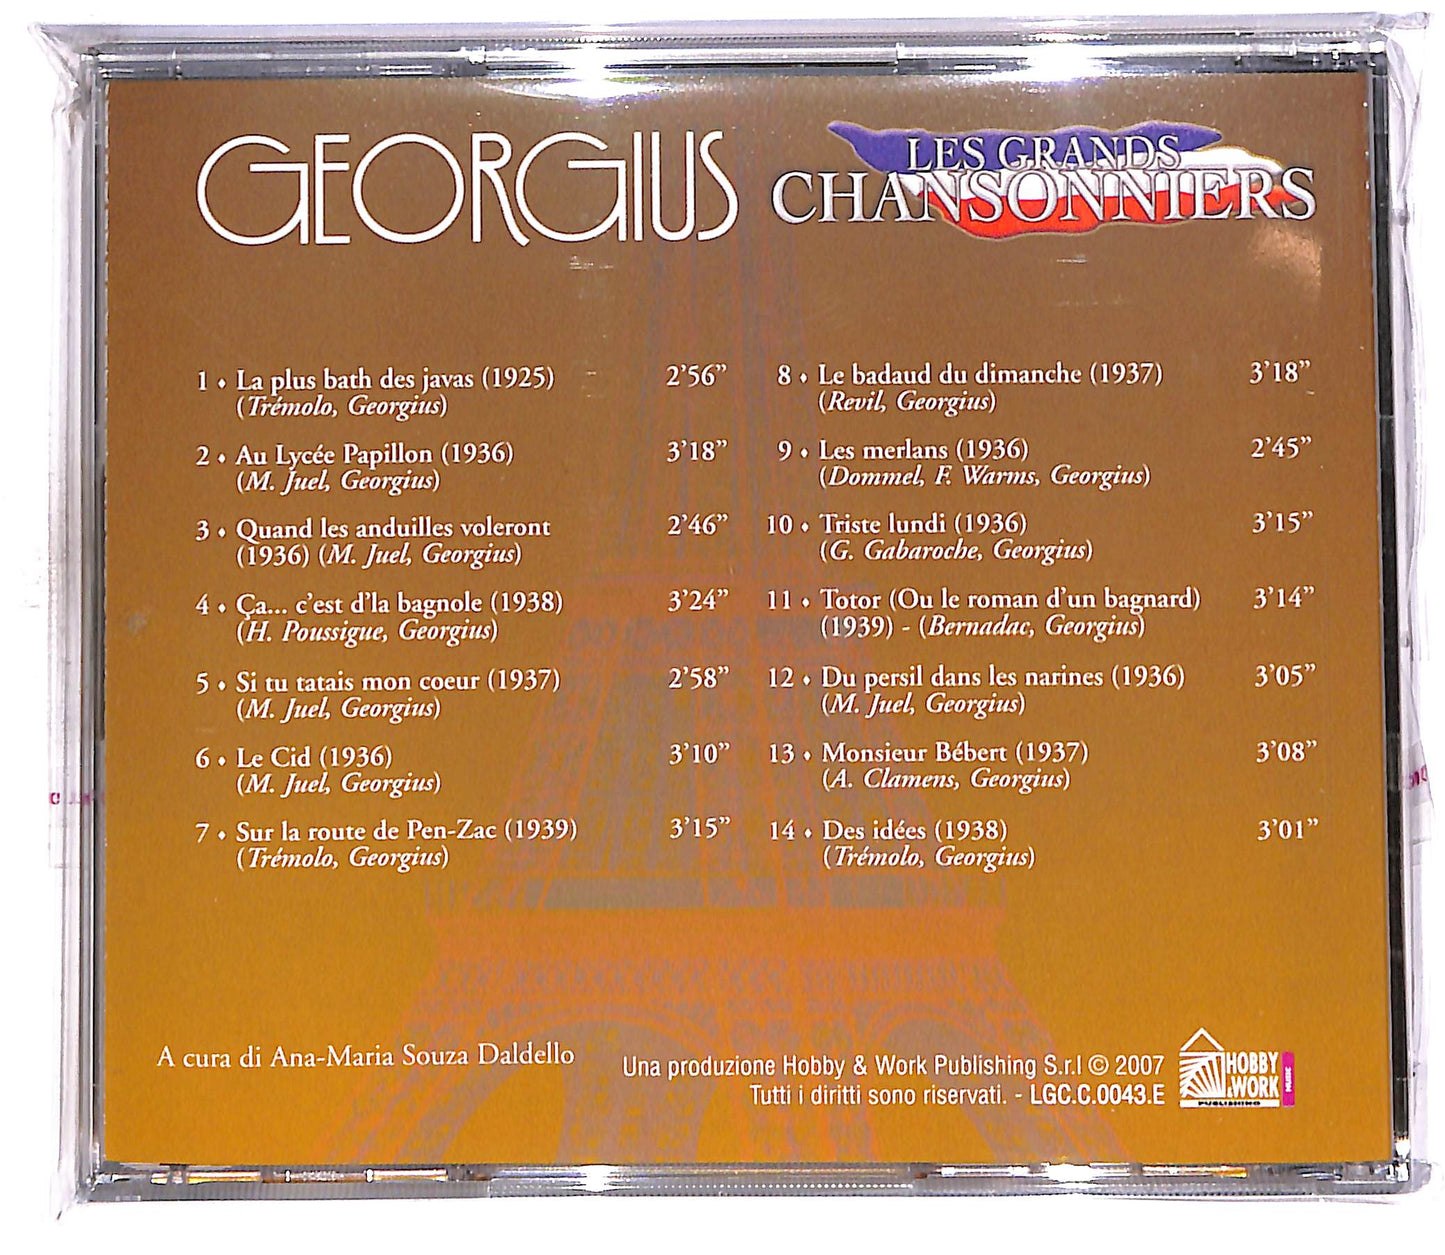 GEORGIUS
LES GRANDS
CHANSONNIERS
1 • La plus bath des javas (1925) 2’56”
(Trémolo, Georgius)
2 • Au Lycée Papillon (1936) 3’18”
(M. Juel, Georgius)
3 • Quand les anduilles voleront 2’46”
(1936) (M. Juel, Georgius)
4 • Ça... c’est d’la bagnole (1938) 3’24”
(H. Poussigue, Georgius)
5 • Si tu tatais mon coeur (1937) 2’58”
(M. Juel, Georgius)
6 • Le Cid (1936) 3’10”
(M. Juel, Georgius)
7 • Sur la route de Pen-Zac (1939) 3’15”
(Trémolo, Georgius)
8 • Le badaud du dimanche (1937) 3’18”
(Revil, Georgius)
9 • Les merlans (1936) 2’45”
(Dommel, F. Warms, Georgius)
10 • Triste lundi (1936) 3’15”
(G. Gabaroche, Georgius)
11 • Totor (Ou le roman d’un bagnard) 3’14”
(1939) - (Bernadac, Georgius)
12 • Du persil dans les narines (1936) 3’05”
(M. Juel, Georgius)
13 • Monsieur Bébert (1937) 3’08”
(A. Clamens, Georgius)
14 • Des idées (1938) 3’01”
(Trémolo, Georgius)
A cura di Ana-Maria Souza Daldello
Una produzione Hobby & Work Publishing S.r.l © 2007
Tutti i diritti sono riservati. - LGC.C.0043.E
HOBBY
& WORK
PUBLISHING
MUSIC